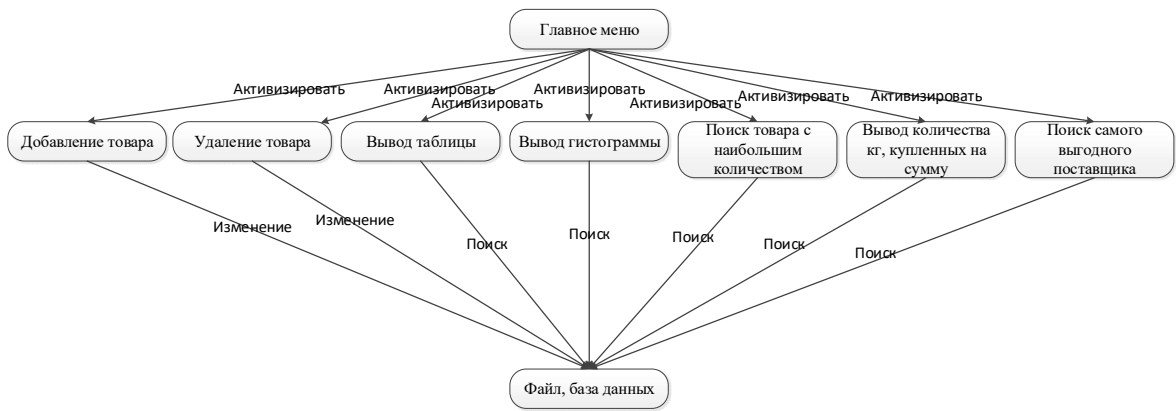 Главное меню
Активизировать
Активизировать
Активизировать
Активизировать
Активизировать
Активизировать
Активизировать
Добавление товара
Удаление товара
Вывод таблицы
Вывод гистограммы
Поиск товара с
наибольшим
количеством
Вывод количества
кг, купленных на
сумму
Поиск самого
выгодного
поставщика
Изменение
Изменение
Поиск
Поиск
Поиск
Поиск
Поиск
Файл, база данных